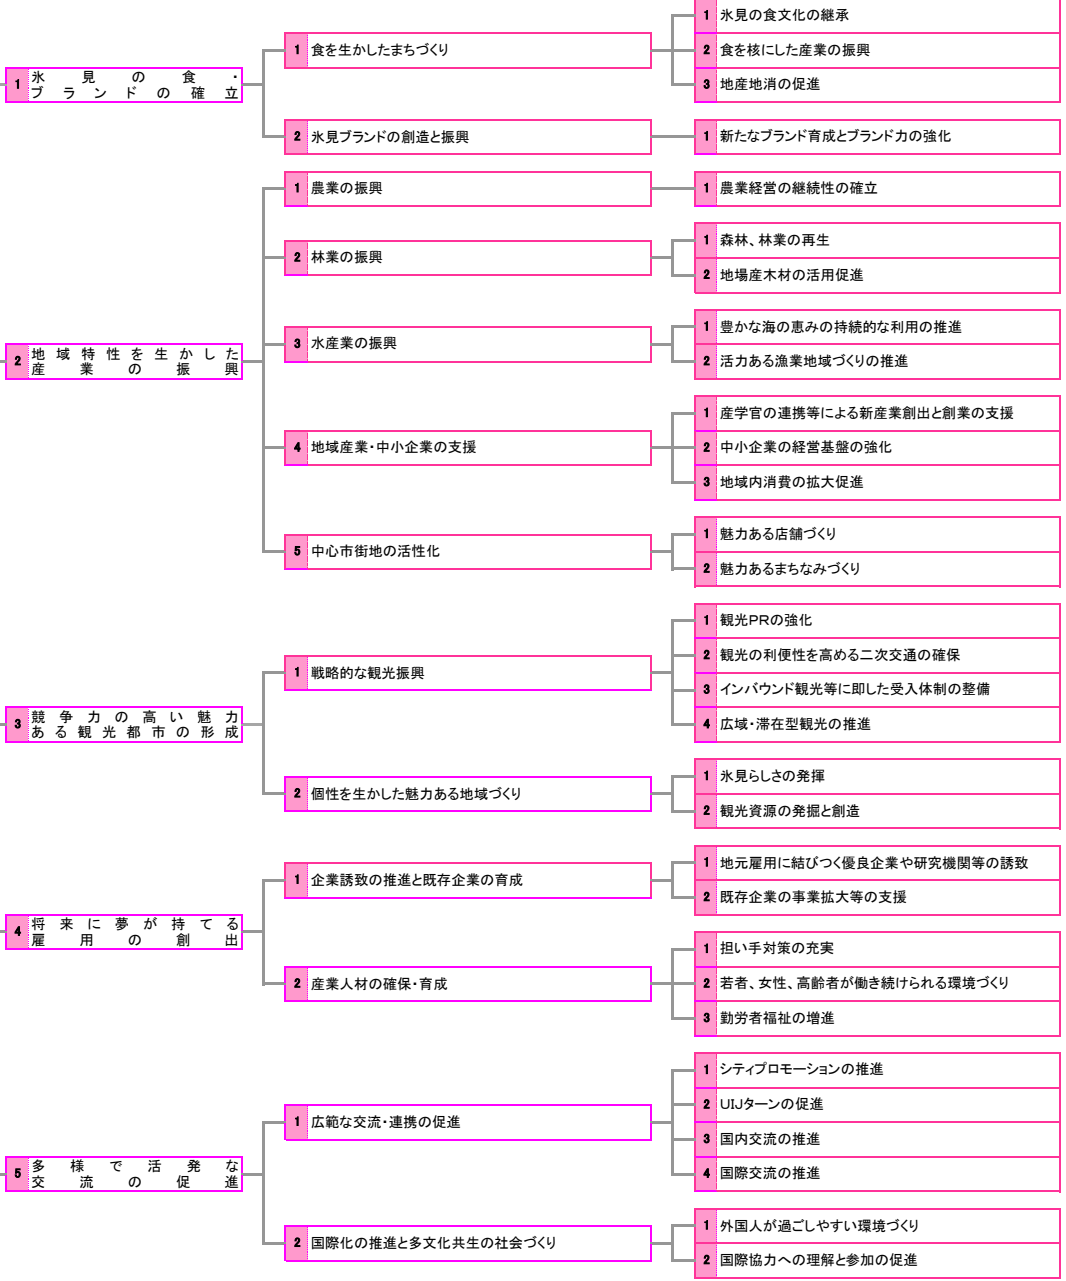 1 氷見の食・
ブランドの確立
1 食を生かしたまちづくり
1 氷見の食文化の継承
2 食を核にした産業の振興
3 地産地消の促進
2 氷見ブランドの創造と振興
1 新たなブランド育成とブランド力の強化
2 地域特性を生かした
産業の振興
1 農業の振興
1 農業経営の継続性の確立
2 林業の振興
1 森林、林業の再生
2 地場産木材の活用促進
3 水産業の振興
1 豊かな海の恵みの持続的な利用の推進
2 活力ある漁業地域づくりの推進
4 地域産業・中小企業の支援
1 産学官の連携等による新産業創出と創業の支援
2 中小企業の経営基盤の強化
3 地域内消費の拡大促進
5 中心市街地の活性化
1 魅力ある店舗づくり
2 魅力あるまちなみづくり
3 競争力の高い魅力
ある観光都市の形成
1 戦略的な観光振興
1 観光PRの強化
2 観光の利便性を高める二次交通の確保
3 インバウンド観光等に即した受入体制の整備
4 広域・滞在型観光の推進
2 個性を生かした魅力ある地域づくり
1 氷見らしさの発揮
2 観光資源の発掘と創造
4 将来に夢が持てる
雇用の創出
1 企業誘致の推進と既存企業の育成
1 地元雇用に結びつく優良企業や研究機関等の誘致
2 既存企業の事業拡大等の支援
2 産業人材の確保・育成
1 担い手対策の充実
2 若者、女性、高齢者が働き続けられる環境づくり
3 勤労者福祉の増進
5 多様で活発な
交流の促進
1 広範な交流・連携の促進
1 シティプロモーションの推進
2 UIJターンの促進
3 国内交流の推進
4 国際交流の推進
2 国際化の推進と多文化共生の社会づくり
1 外国人が過ごしやすい環境づくり
2 国際協力への理解と参加の促進